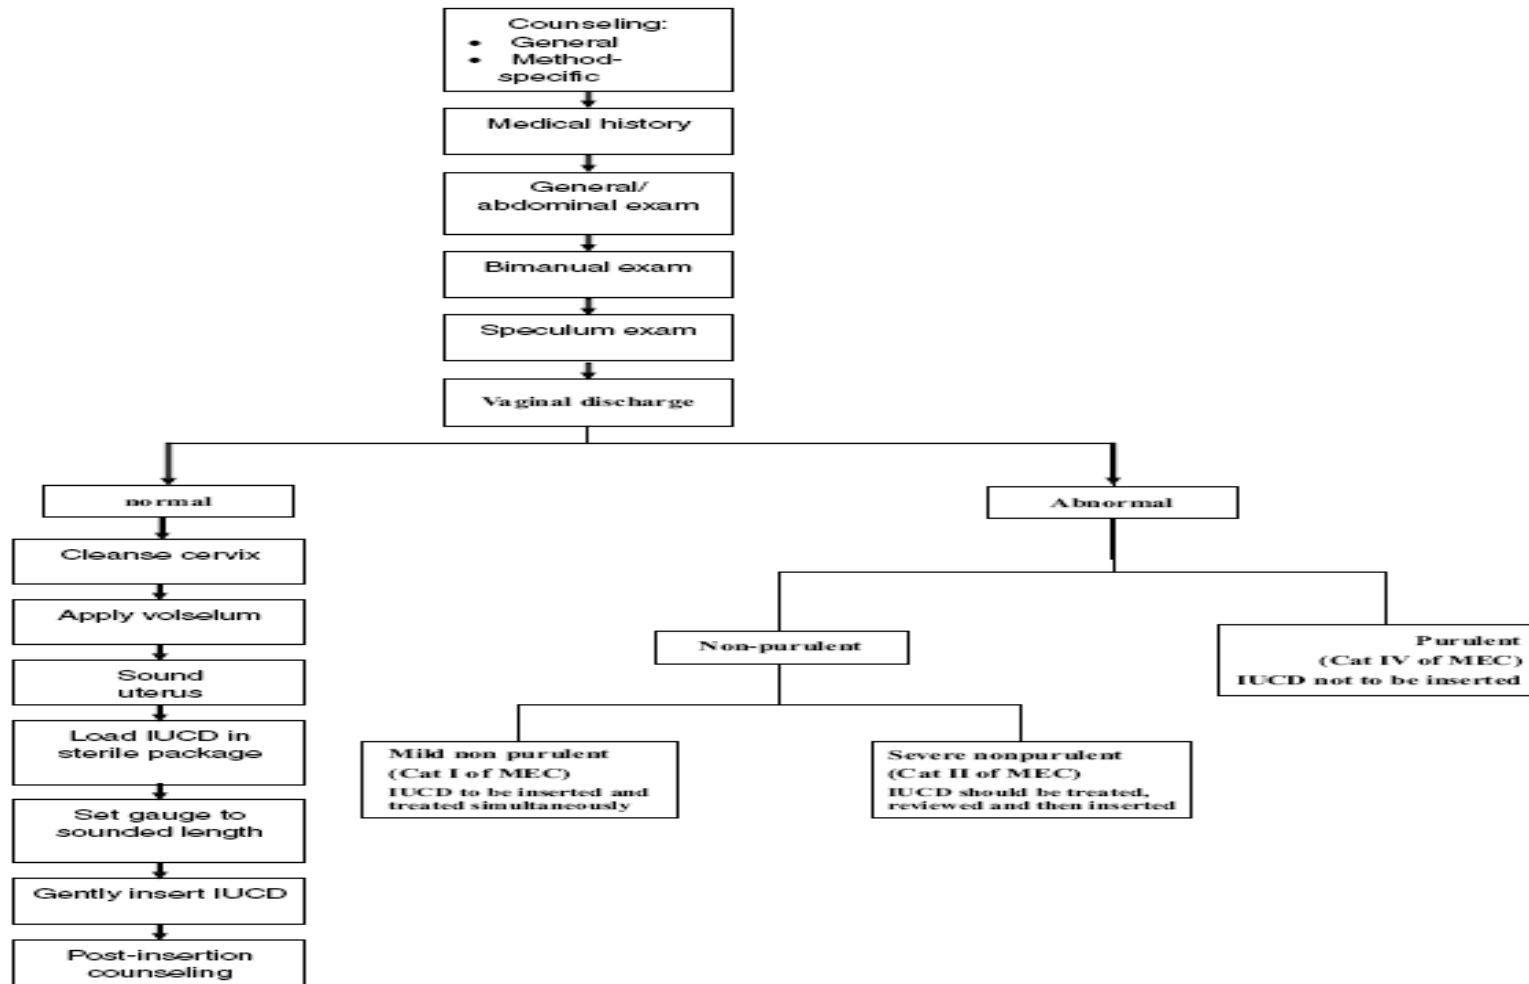 Counseling:
• General
• Method-
specific
Medical history
General/
abdominal exam
Bimanual exam
Speculum exam
Vaginal discharge
normal
Cleanse cervix
Apply volselum
Sound
uterus
Load IUCD in
sterile package
Set gauge to
sounded length
Gently insert IUCD
Post-insertion
counseling
Abnormal
Non-purulent
Mild non purulent
(Cat I of MEC)
IUCD to be inserted and
treated simultaneously
Severe nonpurulent
(Cat II of MEC)
IUCD should be treated,
reviewed and then inserted
Purulent
(Cat IV of MEC)
IUCD not to be inserted